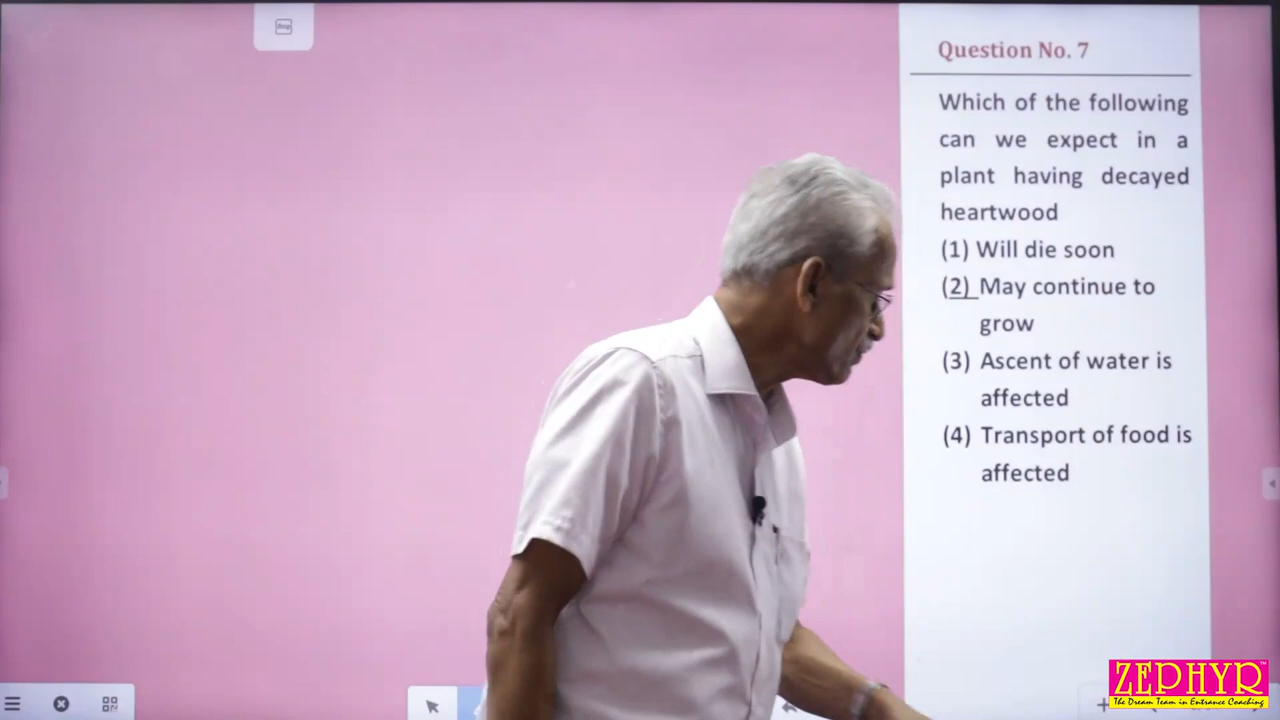 Question No. 7
Which of the following
can we expect in a
plant having decayed
heartwood
(1) Will die soon
(2) May continue to
grow
(3) Ascent of water is
affected
(4) Transport of food is
affected
ZEPHYR™
The Dream Team in Entrance Coaching